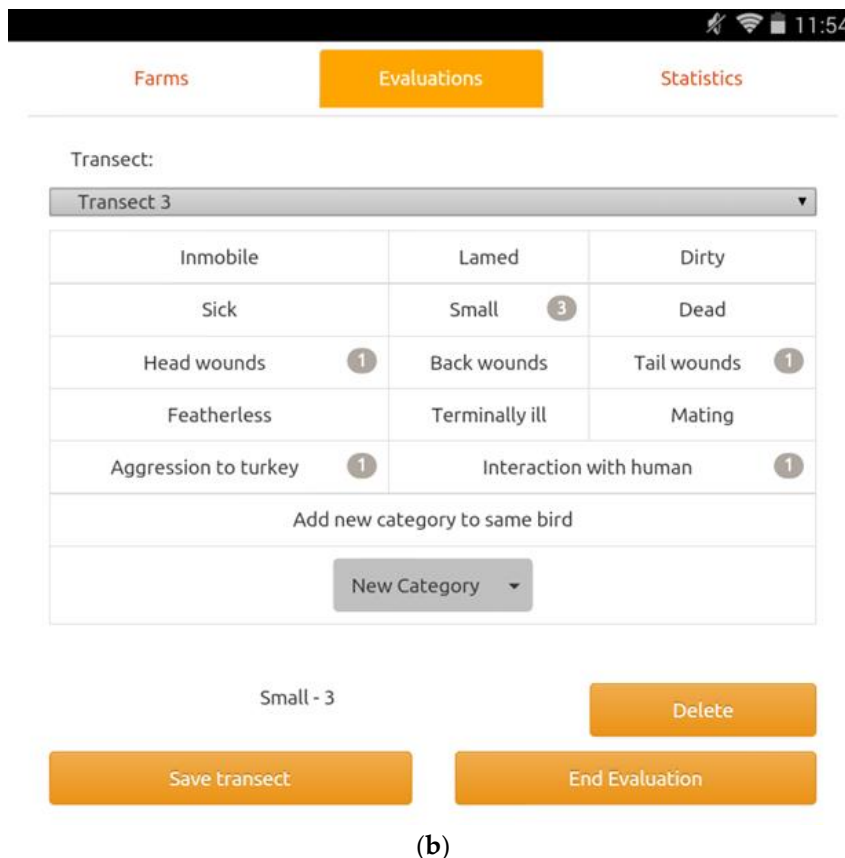 11:54
Farms Evaluations Statistics
Transect:
Transect 3
Inmobile Lamed Dirty
Sick Small 3 Dead
Head wounds 1 Back wounds Tail wounds 1
Featherless Terminally ill Mating
Aggression to turkey 1 Interaction with human 1
Add new category to same bird
New Category
Small - 3
Delete
Save transect End Evaluation
(b)